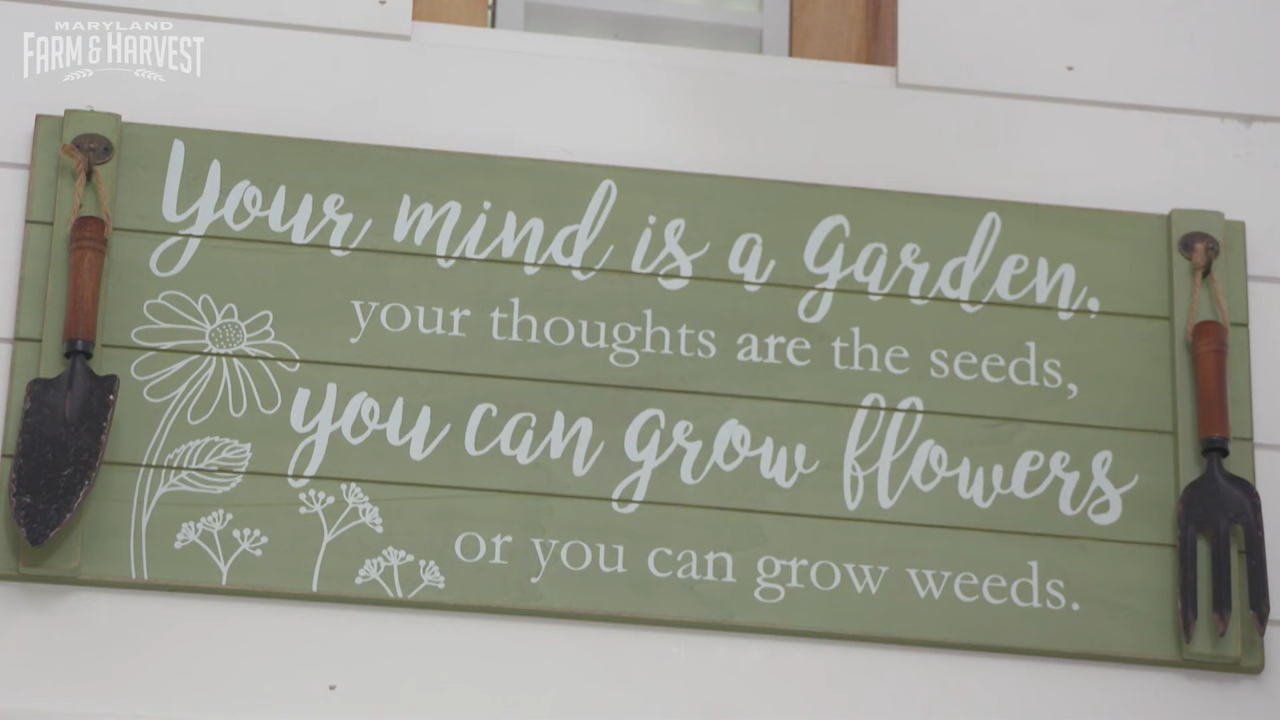 MARYLAND
FARM & HARVEST
Your mind is a Garden,
your thoughts are the seeds,
you can grow flowers
or you can grow weeds.